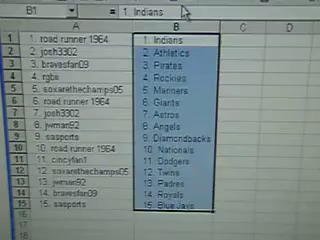 B1 = 1. Indians
A B C D
1 1. road runner 1964 1. Indians
2 2. josh3302 2. Athletics
3 3. bravesfan09 3. Pirates
4 4. rgbs 4. Rockies
5 5. soxarethechamps05 5. Mariners
6 6. road runner 1964 6. Giants
7 7. josh3302 7. Astros
8 8. jwman92 8. Angels
9 9. sasports 9. Diamondbacks
10 10. road runner 1964 10. Nationals
11 11. cincyfan1 11. Dodgers
12 12. soxarethechamps05 12. Twins
13 13. jwman92 13. Padres
14 14. bravesfan09 14. Royals
15 15. sasports 15. Blue Jays
16
17
18